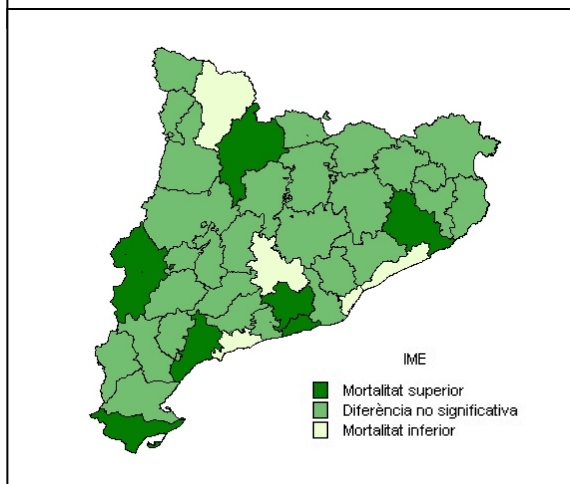 IME
Mortalitat superior
Diferència no significativa
Mortalitat inferior